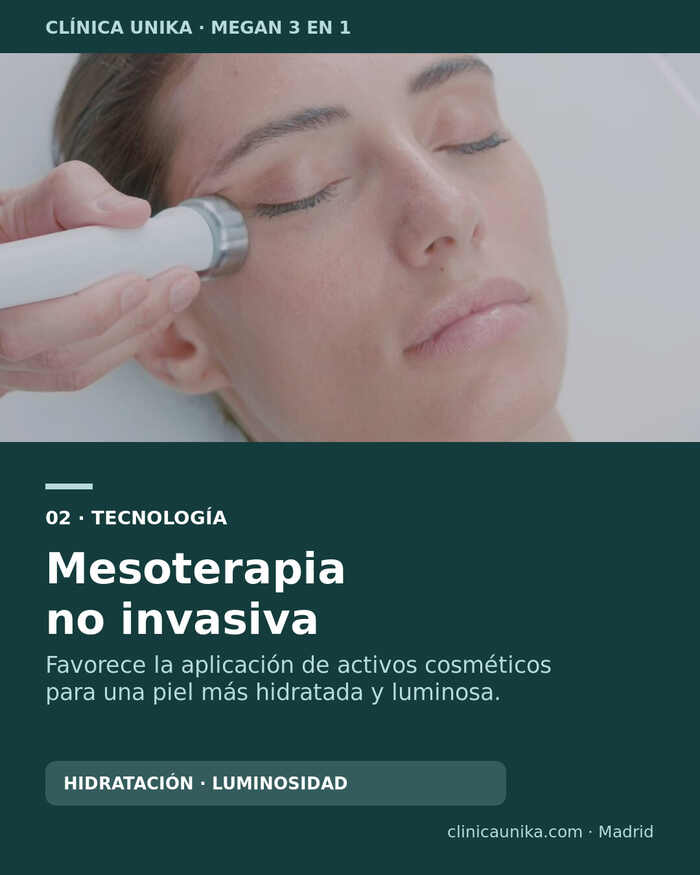 CLÍNICA UNIKA · MEGAN 3 EN 1
02 · TECNOLOGÍA
Mesoterapia
no invasiva
Favorece la aplicación de activos cosméticos
para una piel más hidratada y luminosa.
HIDRATACIÓN · LUMINOSIDAD
clinicaunika.com · Madrid